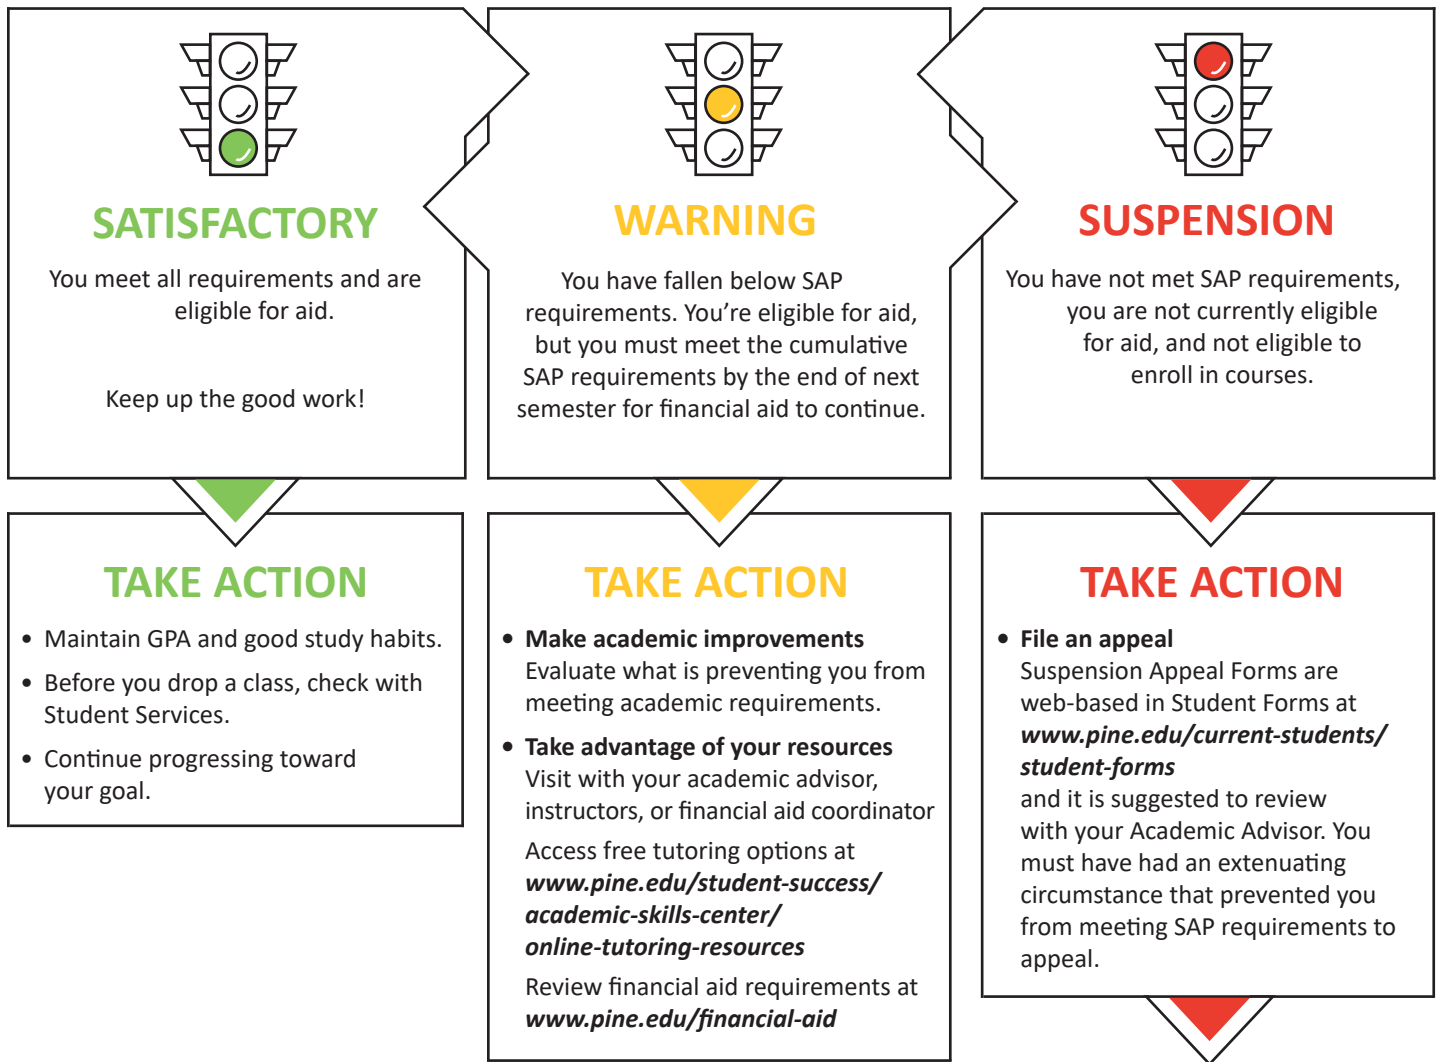 SATISFACTORY
You meet all requirements and are
eligible for aid.
Keep up the good work!
WARNING
You have fallen below SAP
requirements. You’re eligible for aid,
but you must meet the cumulative
SAP requirements by the end of next
semester for financial aid to continue.
SUSPENSION
You have not met SAP requirements,
you are not currently eligible
for aid, and not eligible to
enroll in courses.
TAKE ACTION
• Maintain GPA and good study habits.
• Before you drop a class, check with
Student Services.
• Continue progressing toward
your goal.
TAKE ACTION
• Make academic improvements
Evaluate what is preventing you from
meeting academic requirements.
• Take advantage of your resources
Visit with your academic advisor,
instructors, or financial aid coordinator
Access free tutoring options at
www.pine.edu/student-success/
academic-skills-center/
online-tutoring-resources
Review financial aid requirements at
www.pine.edu/financial-aid
TAKE ACTION
• File an appeal
Suspension Appeal Forms are
web-based in Student Forms at
www.pine.edu/current-students/
student-forms
and it is suggested to review
with your Academic Advisor. You
must have had an extenuating
circumstance that prevented you
from meeting SAP requirements to
appeal.